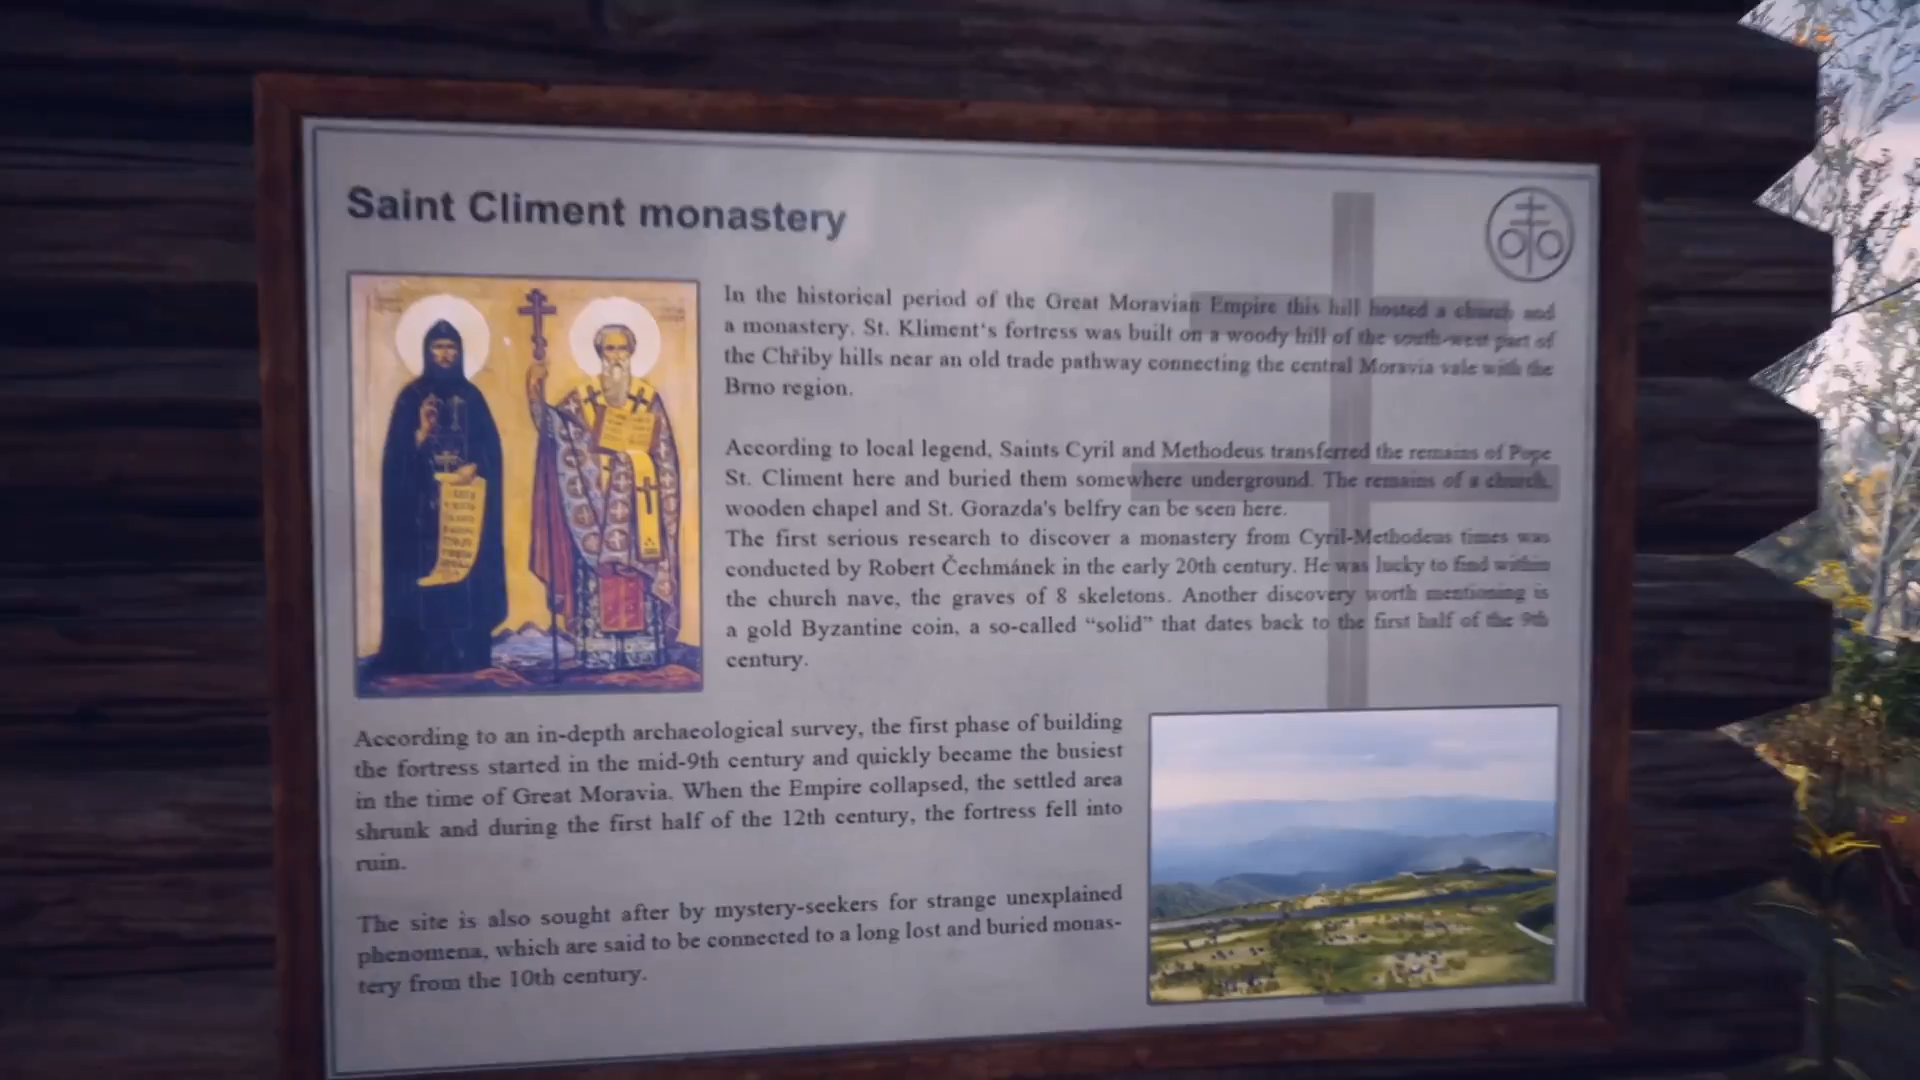 Saint Climent monastery
In the historical period of the Great Moravian Empire this hill hosted a church and
a monastery. St. Kliment's fortress was built on a woody hill of the south-west part of
the Chřiby hills near an old trade pathway connecting the central Moravia vale with the
Brno region.
According to local legend, Saints Cyril and Methodeus transferred the remains of Pope
St. Climent here and buried them somewhere underground. The remains of a church,
wooden chapel and St. Gorazda's belfry can be seen here.
The first serious research to discover a monastery from Cyril-Methodeus times was
conducted by Robert Čechmánek in the early 20th century. He was lucky to find within
the church nave, the graves of 8 skeletons. Another discovery worth mentioning is
a gold Byzantine coin, a so-called “solid” that dates back to the first half of the 9th
century.
According to an in-depth archaeological survey, the first phase of building
the fortress started in the mid-9th century and quickly became the busiest
in the time of Great Moravia. When the Empire collapsed, the settled area
shrunk and during the first half of the 12th century, the fortress fell into
ruin.
The site is also sought after by mystery-seekers for strange unexplained
phenomena, which are said to be connected to a long lost and buried monas-
tery from the 10th century.